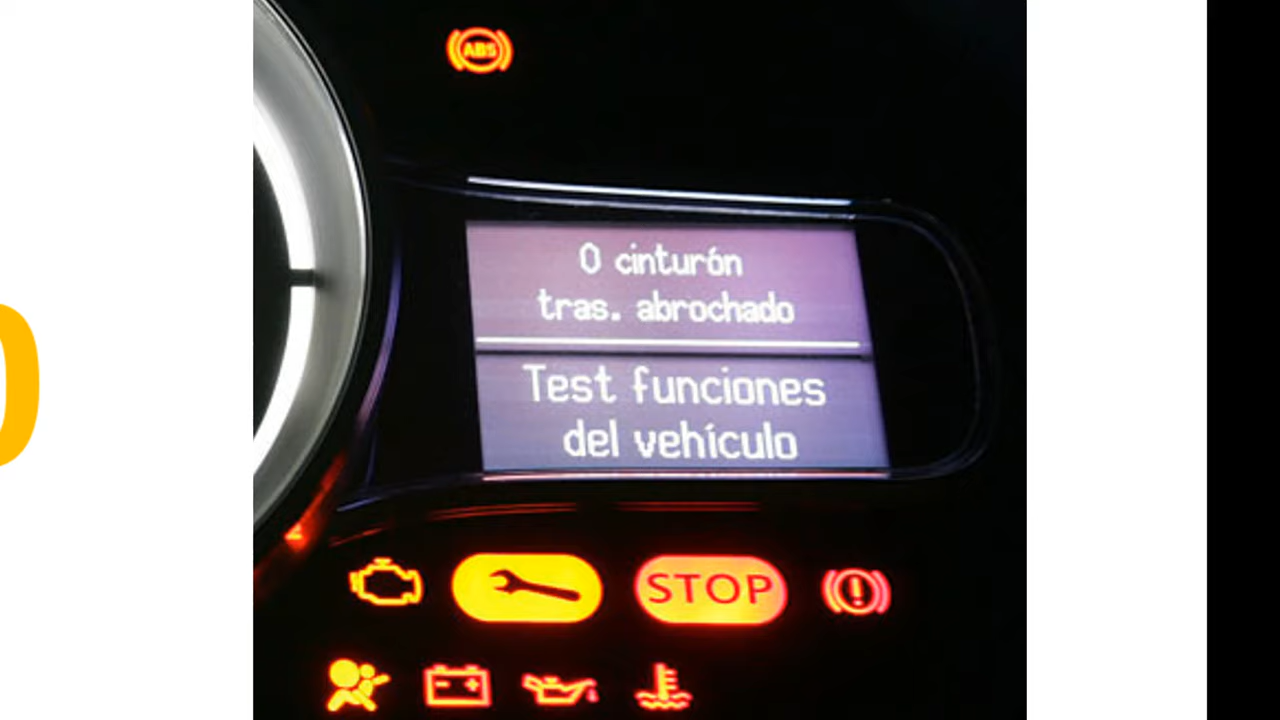 ABS
0 cinturón
tras. abrochado
Test funciones
del vehículo
STOP